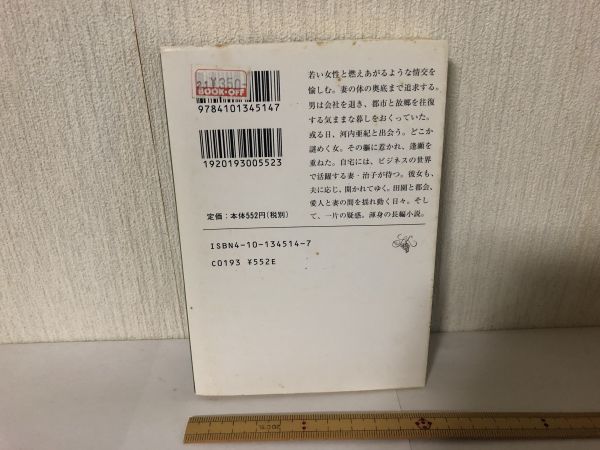 ¥350-
BOOK・OFF
9784101345147
1920193005523
定価：本体552円(税別)
若い女性と燃えあがるような情交を
愉しむ。妻の体の奥底まで追求する。
男は会社を退き、都市と故郷を往復
する気ままな暮しをおくっていた。
或る日、河内亜紀と出会う。どこか
謎めく女。その軀に惹かれ、逢瀬を
重ねた。自宅には、ビジネスの世界
で活躍する妻・治子が待つ。彼女も、
夫に応じ、開かれてゆく。田園と都会、
愛人と妻の間を揺れ動く日々。そし
て、一片の疑惑。渾身の長編小説。
ISBN4-10-134514-7
C0193 ¥552E